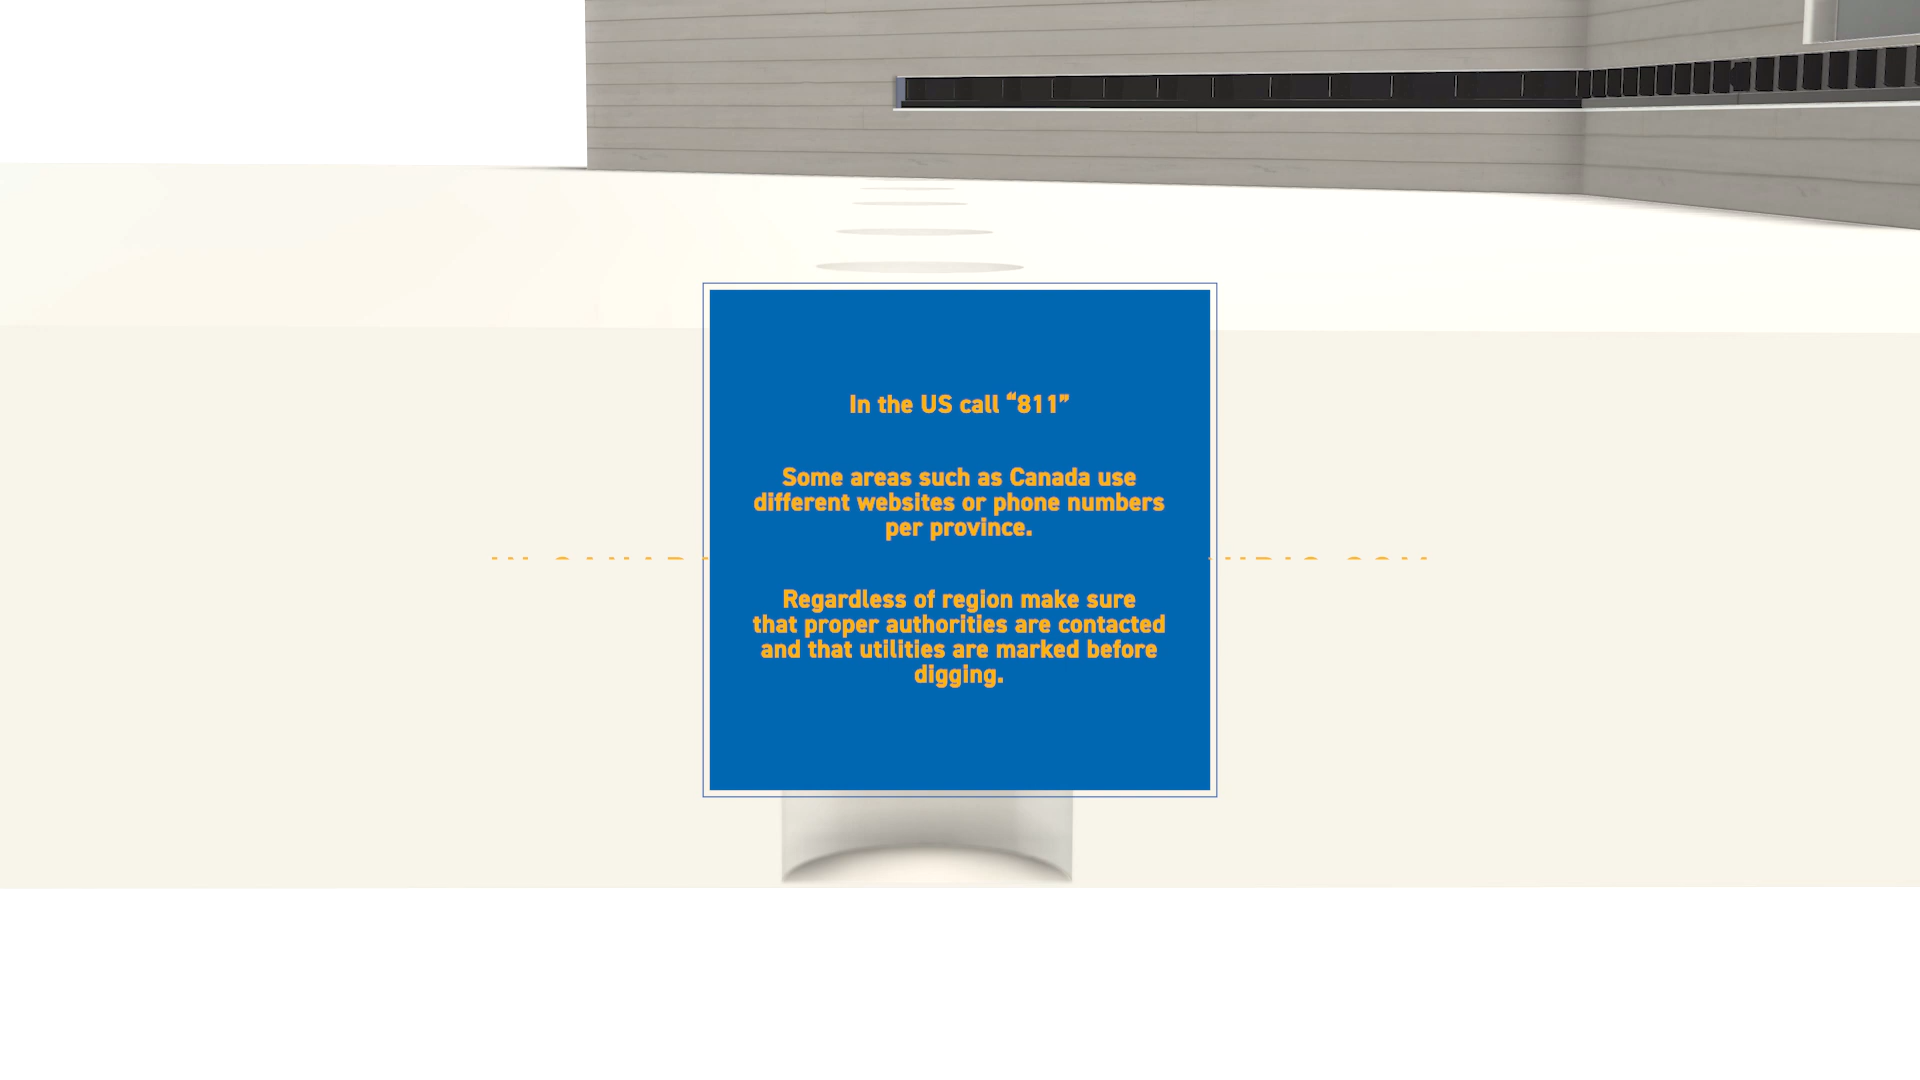 In the US call “811”
Some areas such as Canada use
different websites or phone numbers
per province.
Regardless of region make sure
that proper authorities are contacted
and that utilities are marked before
digging.